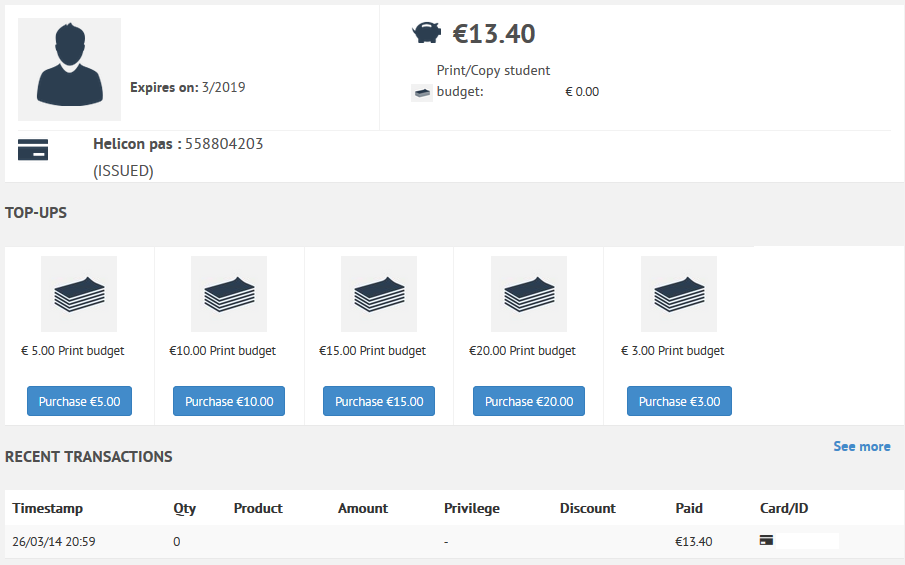 €13.40
Expires on: 3/2019
Print/Copy student
budget: € 0.00
Helicon pas : 558804203
(ISSUED)
TOP-UPS
€ 5.00 Print budget €10.00 Print budget €15.00 Print budget €20.00 Print budget € 3.00 Print budget
Purchase €5.00 Purchase €10.00 Purchase €15.00 Purchase €20.00 Purchase €3.00
See more
RECENT TRANSACTIONS
Timestamp Qty Product Amount Privilege Discount Paid Card/ID
26/03/14 20:59 0 - €13.40